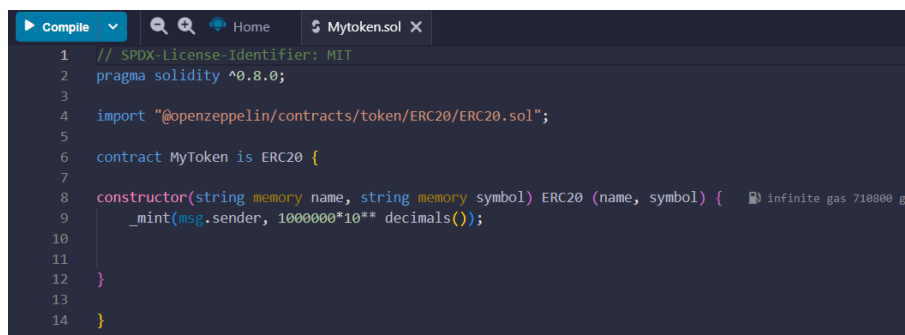 Compile Home Mytoken.sol
1 // SPDX-License-Identifier: MIT
2 pragma solidity ^0.8.0;
3
4 import "@openzeppelin/contracts/token/ERC20/ERC20.sol";
5
6 contract MyToken is ERC20 {
7
8 constructor(string memory name, string memory symbol) ERC20 (name, symbol) { infinite gas 710800 g
9 _mint(msg.sender, 1000000*10** decimals());
10
11
12 }
13
14 }